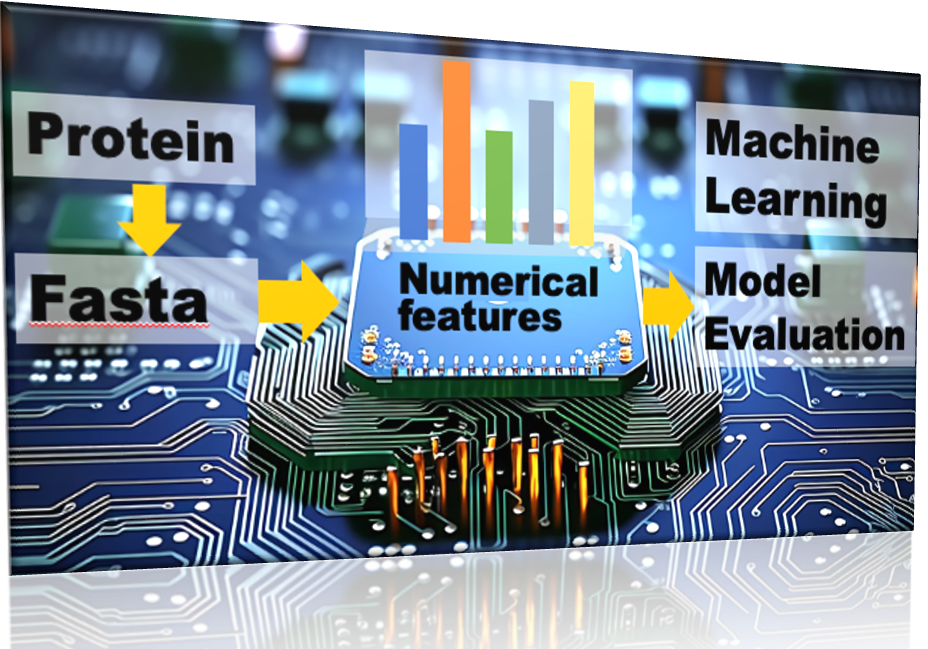 Protein
Fasta
Numerical
features
Machine
Learning
Model
Evaluation